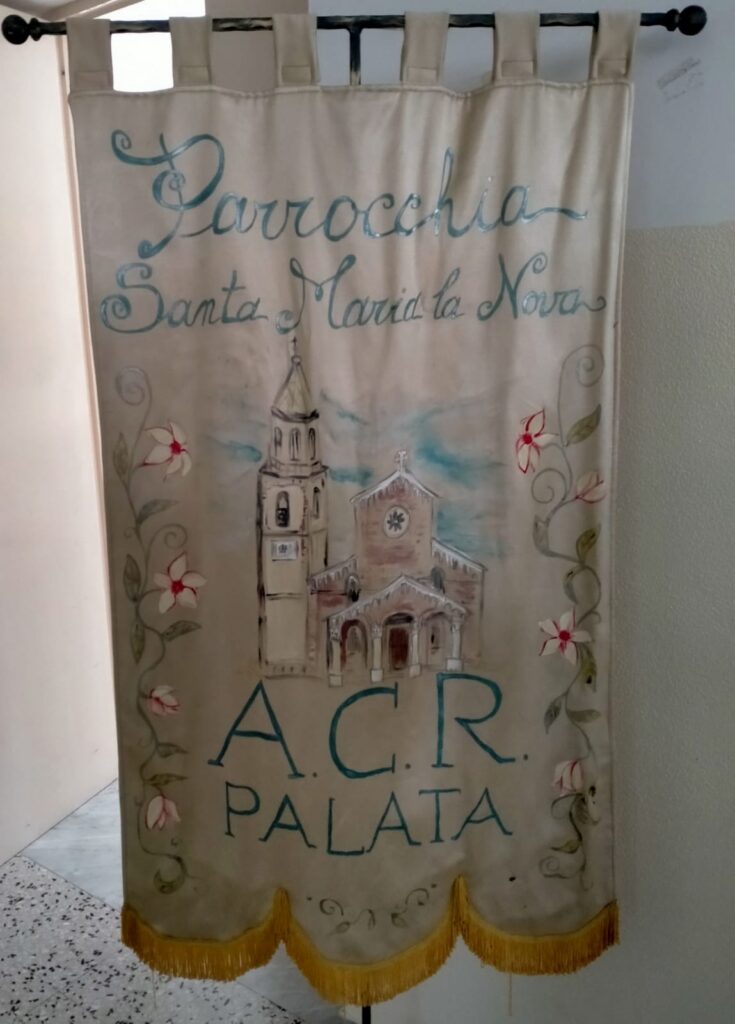 Parrocchia
Santa Maria la Nova
A.C.R.
PALATA